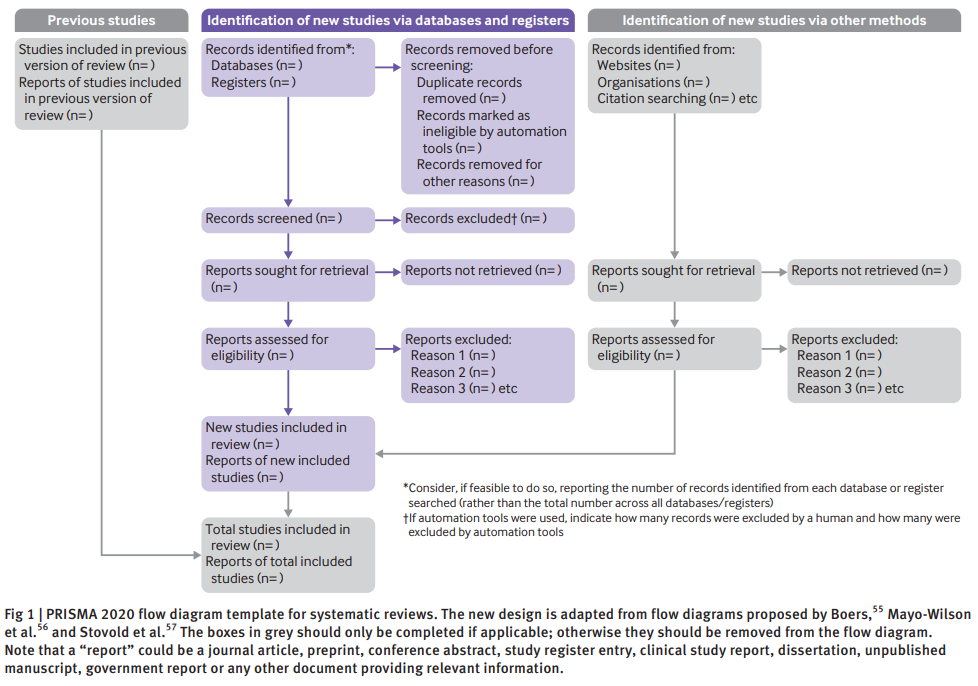 Previous studies
Identification of new studies via databases and registers
Identification of new studies via other methods
Studies included in previous
version of review (n= )
Reports of studies included
in previous version of
review (n= )
Records identified from*:
Databases (n= )
Registers (n= )
Records removed before
screening:
Duplicate records
removed (n= )
Records marked as
ineligible by automation
tools (n= )
Records removed for
other reasons (n= )
Records identified from:
Websites (n= )
Organisations (n= )
Citation searching (n= ) etc
Records screened (n= )
Records excluded† (n= )
Reports sought for retrieval
(n= )
Reports not retrieved (n= )
Reports sought for retrieval
(n= )
Reports not retrieved (n= )
Reports assessed for
eligibility (n= )
Reports excluded:
Reason 1 (n= )
Reason 2 (n= )
Reason 3 (n= ) etc
Reports assessed for
eligibility (n= )
Reports excluded:
Reason 1 (n= )
Reason 2 (n= )
Reason 3 (n= ) etc
New studies included in
review (n= )
Reports of new included
studies (n= )
*Consider, if feasible to do so, reporting the number of records identified from each database or register
searched (rather than the total number across all databases/registers)
†If automation tools were used, indicate how many records were excluded by a human and how many were
excluded by automation tools
Total studies included in
review (n= )
Reports of total included
studies (n= )
Fig 1 | PRISMA 2020 flow diagram template for systematic reviews. The new design is adapted from flow diagrams proposed by Boers,55 Mayo-Wilson
et al.56 and Stovold et al.57 The boxes in grey should only be completed if applicable; otherwise they should be removed from the flow diagram.
Note that a “report” could be a journal article, preprint, conference abstract, study register entry, clinical study report, dissertation, unpublished
manuscript, government report or any other document providing relevant information.